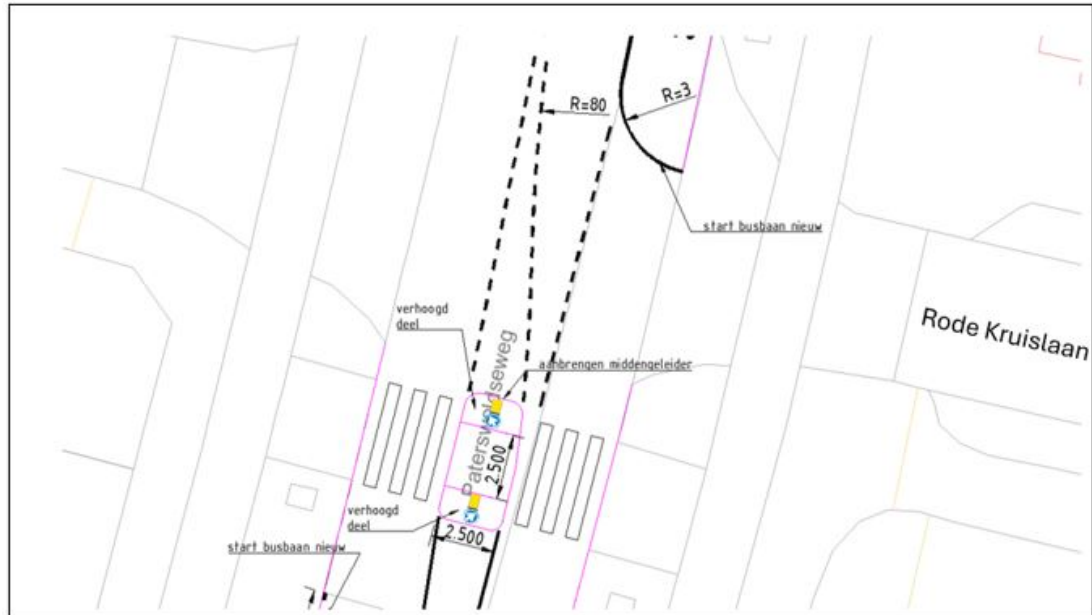 R=80
R=3
start busbaan nieuw
verhoogd
deel
Rode Kruislaan
aanbrengen middengeleider
Paterswoldseweg
2.500
verhoogd
deel
2.500
start busbaan nieuw